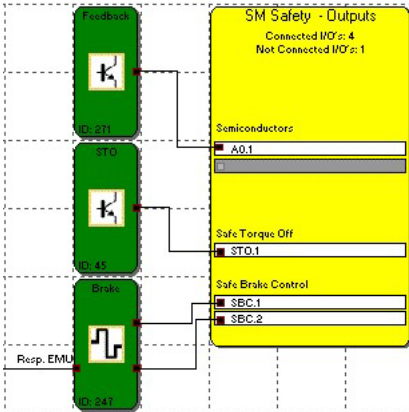 Feedback
ID: 271
STO
ID: 45
Brake
ID: 247
Resp. EMU
SM Safety - Outputs
Connected I/O's: 4
Not Connected I/O's: 1
Semiconductors
A0.1
Safe Torque Off
STO.1
Safe Brake Control
SBC.1
SBC.2